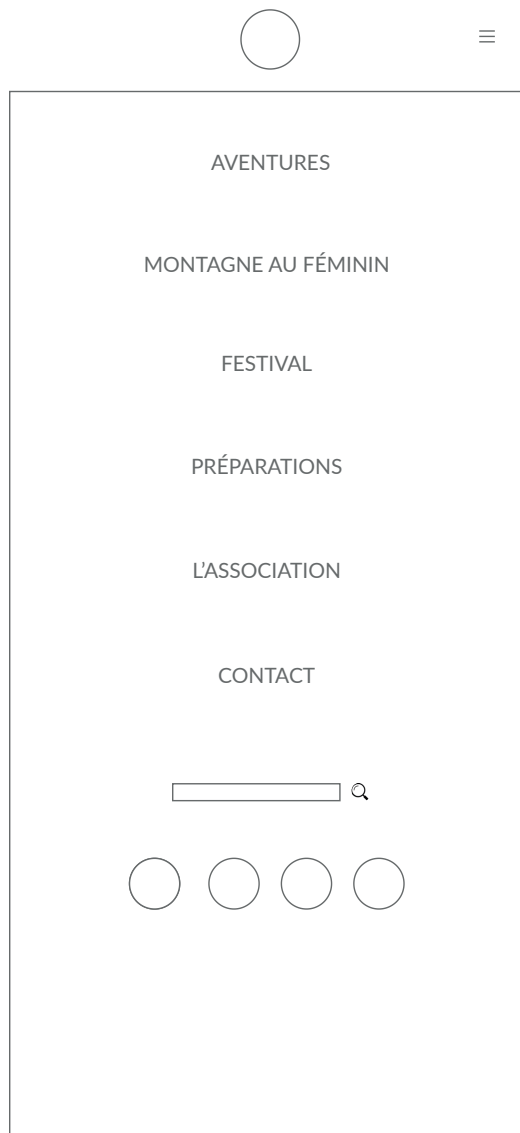 AVENTURES
MONTAGNE AU FÉMININ
FESTIVAL
PRÉPARATIONS
L’ASSOCIATION
CONTACT